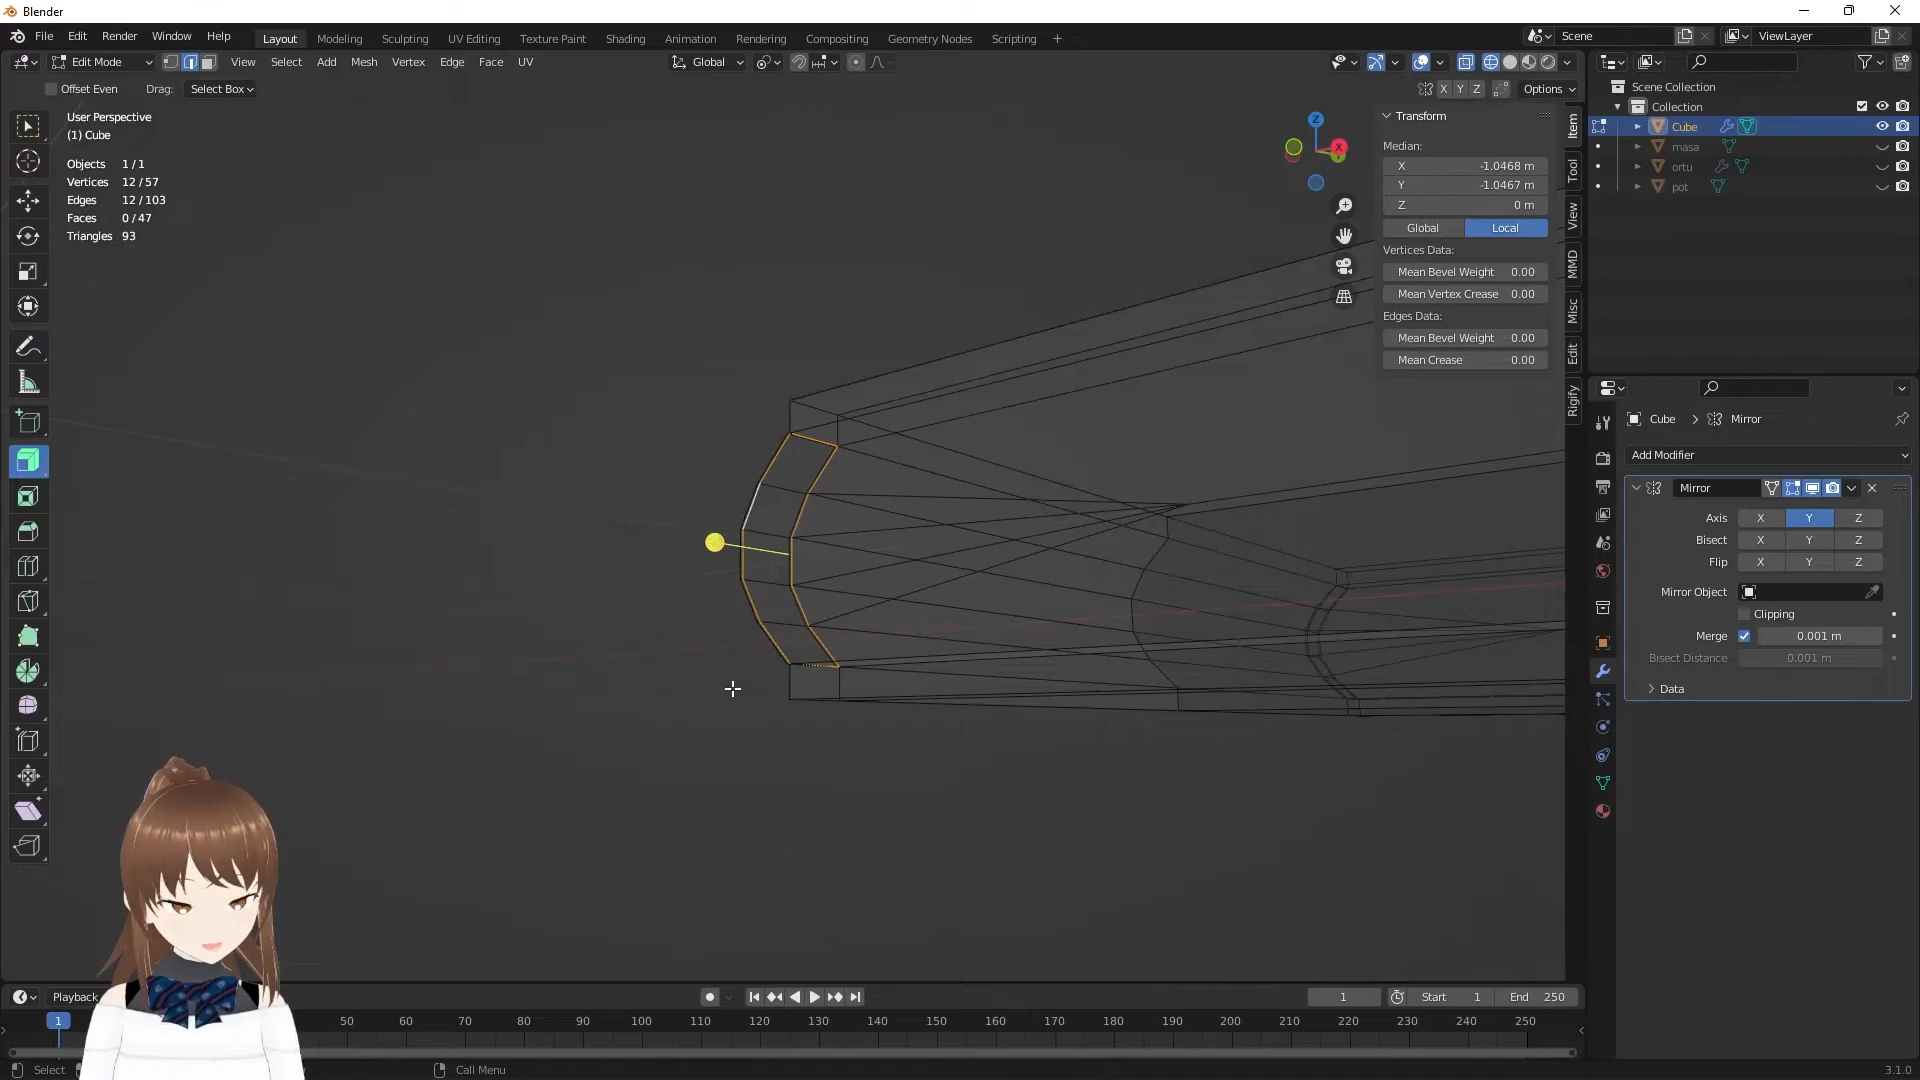 Blender
File Edit Render Window Help
Layout Modeling Sculpting UV Editing Texture Paint Shading Animation Rendering Compositing Geometry Nodes Scripting +
Scene
ViewLayer
Edit Mode
View Select Add Mesh Vertex Edge Face UV
Global
Offset Even Drag: Select Box
X Y Z Options
User Perspective
(1) Cube
Objects 1/1
Vertices 12/57
Edges 12/103
Faces 0/47
Triangles 93
Z
X
Transform
Median:
X -1.0468 m
Y -1.0467 m
Z 0 m
Global Local
Vertices Data:
Mean Bevel Weight 0.00
Mean Vertex Crease 0.00
Edges Data:
Mean Bevel Weight 0.00
Mean Crease 0.00
Item
Tool
View
MMD
Misc
Edit
Rigify
Scene Collection
Collection
Cube
masa
ortu
pot
Cube > Mirror
Add Modifier
Mirror
Axis X Y Z
Bisect X Y Z
Flip X Y Z
Mirror Object
Clipping
Merge 0.001 m
Bisect Distance 0.001 m
Data
Playback
1 Start 1 End 250
1 50 60 70 80 90 100 110 120 130 140 150 160 170 180 190 200 210 220 230 240 250
Select
Call Menu
3.1.0